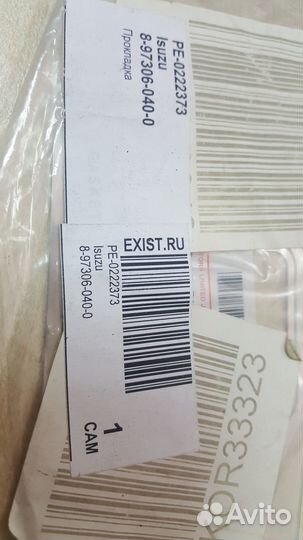 PE-0222373
Isuzu
8-97306-040-0
Прокладка
EXIST.RU
PE-0222373
Isuzu
8-97306-040-0
1
CAM
OR33323
Avito